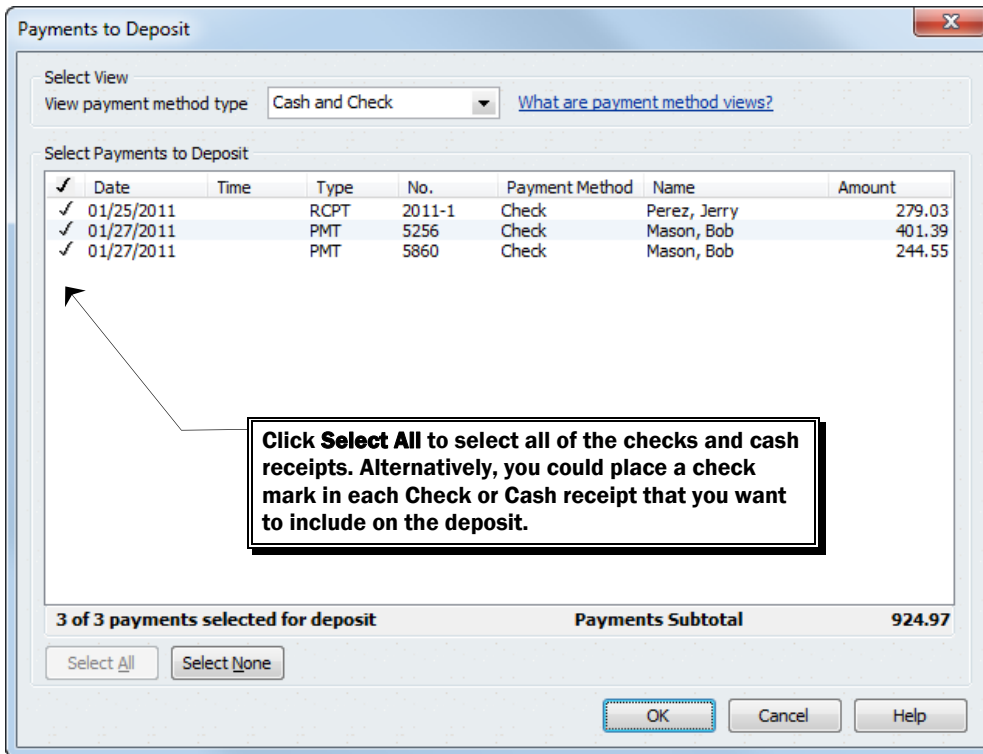 Payments to Deposit
Select View
View payment method type Cash and Check What are payment method views?
Select Payments to Deposit
✓ Date Time Type No. Payment Method Name Amount
✓ 01/25/2011 RCPT 2011-1 Check Perez, Jerry 279.03
✓ 01/27/2011 PMT 5256 Check Mason, Bob 401.39
✓ 01/27/2011 PMT 5860 Check Mason, Bob 244.55
Click Select All to select all of the checks and cash
receipts. Alternatively, you could place a check
mark in each Check or Cash receipt that you want
to include on the deposit.
3 of 3 payments selected for deposit Payments Subtotal 924.97
Select All Select None
OK Cancel Help